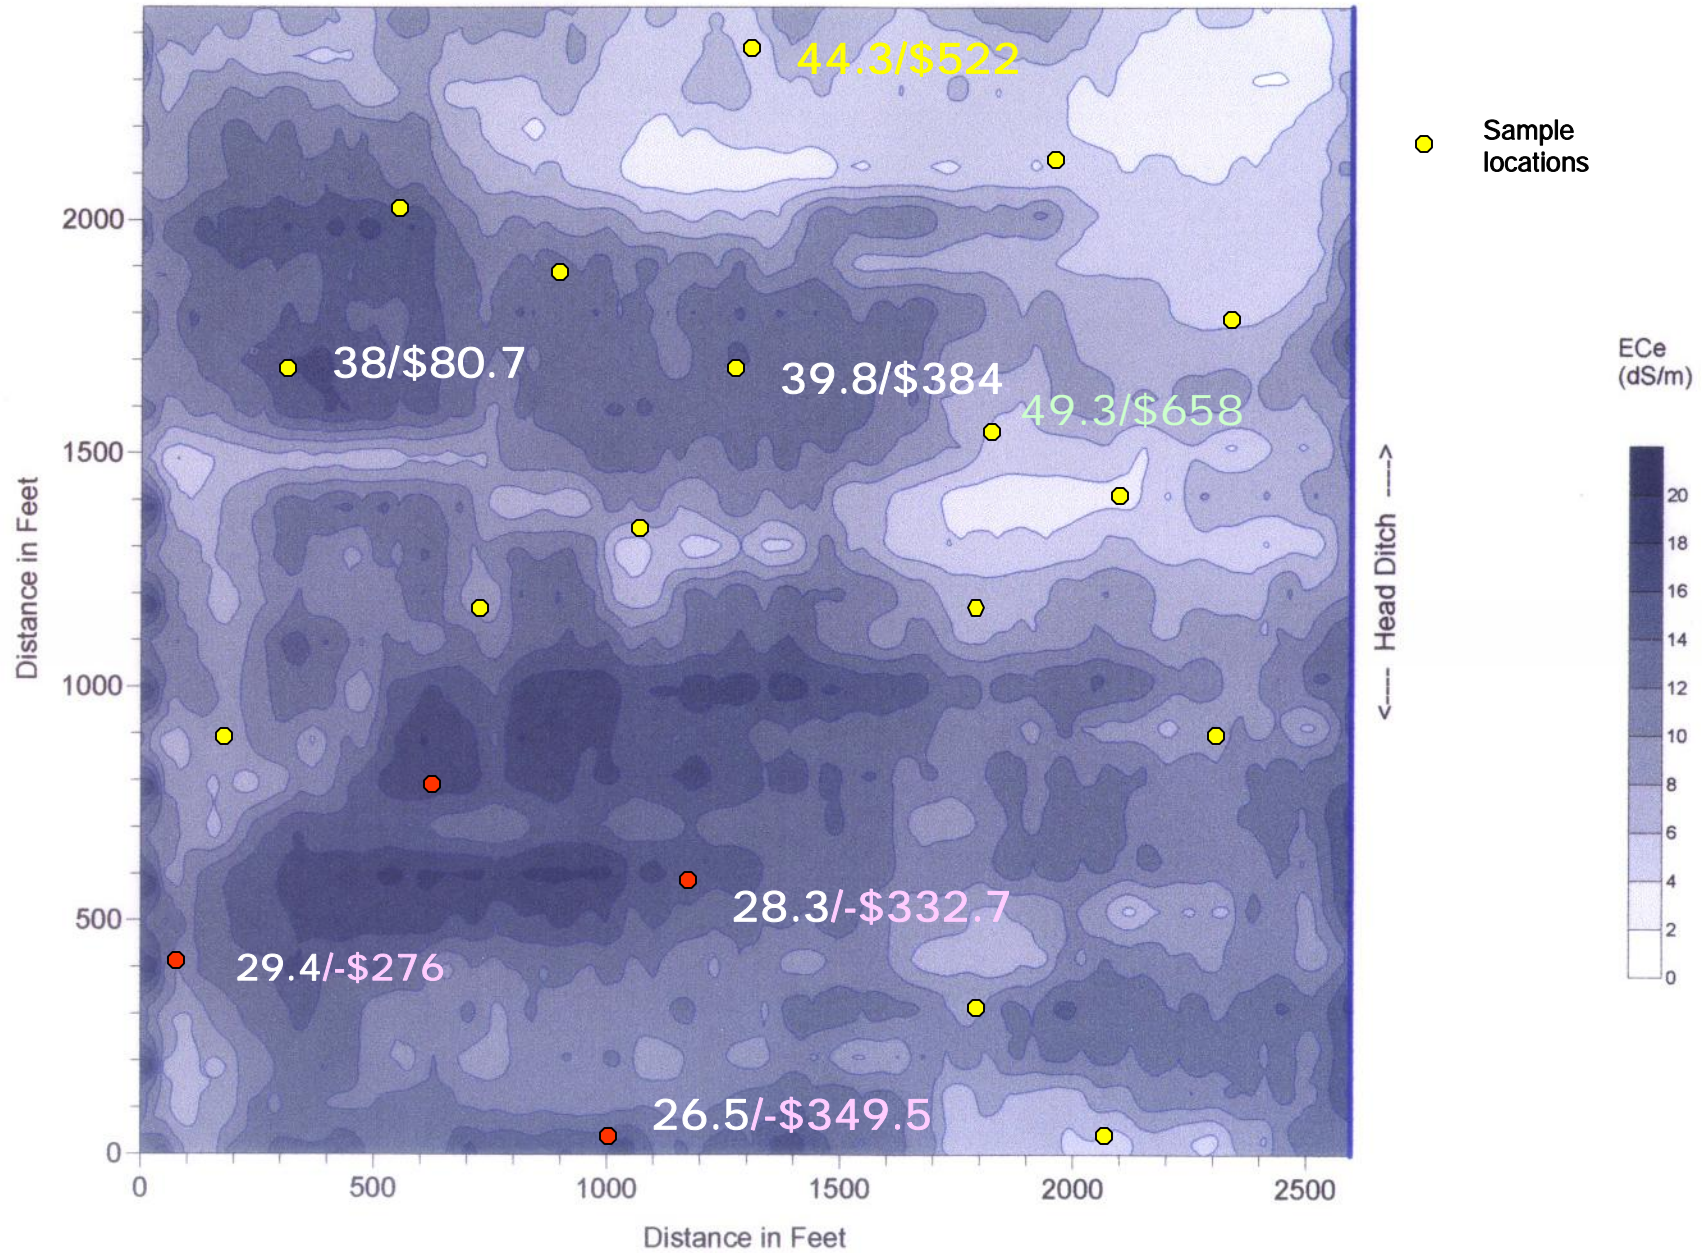 44.3/$522
Sample
locations
2000
ECe
(dS/m)
38/$80.7
39.8/$384
49.3/$658
1500
20
18
16
14
12
10
8
6
4
2
0
Distance in Feet
<---- Head Ditch ---->
1000
500
28.3/-$332.7
29.4/-$276
26.5/-$349.5
0
0 500 1000 1500 2000 2500
Distance in Feet